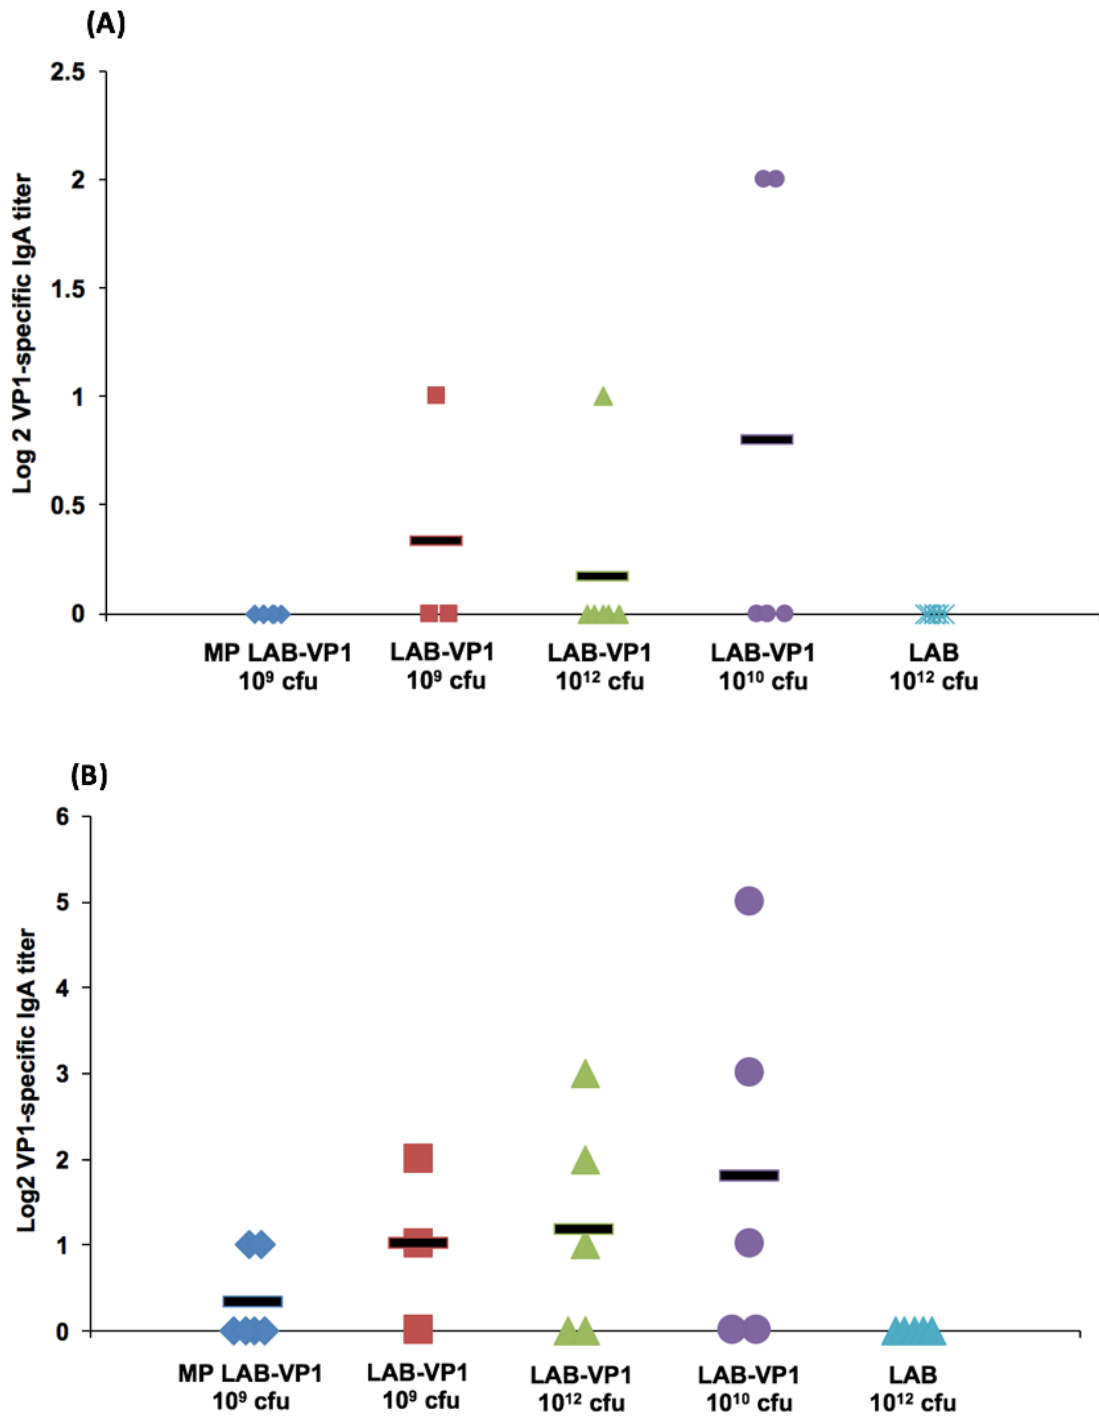 (A)
Log 2 VP1-specific IgA titer
2.5
2
1.5
1
0.5
0
MP LAB-VP1
10⁹ cfu
LAB-VP1
10⁹ cfu
LAB-VP1
10¹² cfu
LAB-VP1
10¹⁰ cfu
LAB
10¹² cfu
(B)
Log2 VP1-specific IgA titer
6
5
4
3
2
1
0
MP LAB-VP1
10⁹ cfu
LAB-VP1
10⁹ cfu
LAB-VP1
10¹² cfu
LAB-VP1
10¹⁰ cfu
LAB
10¹² cfu